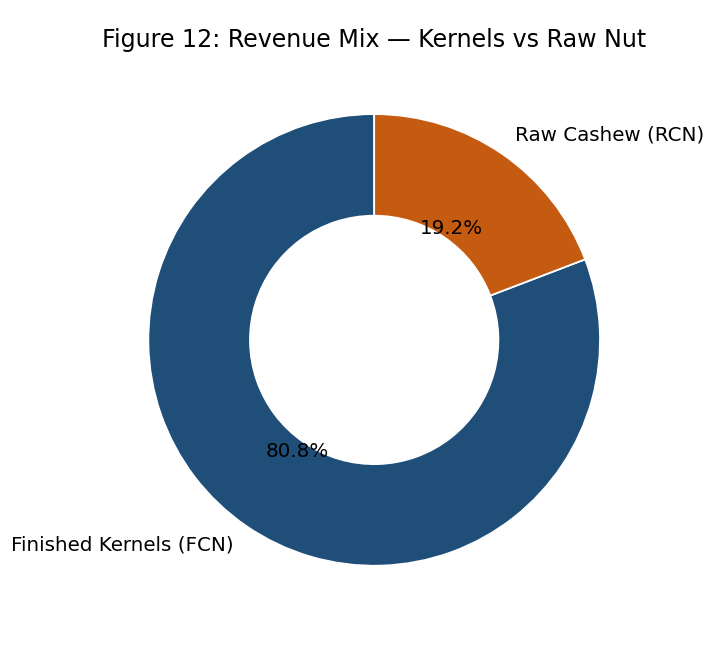 Figure 12: Revenue Mix — Kernels vs Raw Nut
Raw Cashew (RCN)
19.2%
80.8%
Finished Kernels (FCN)